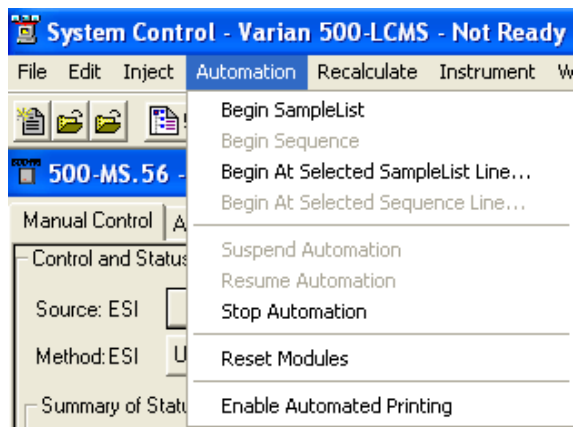 System Control - Varian 500-LCMS - Not Ready
File Edit Inject Automation Recalculate Instrument
Begin SampleList
Begin Sequence
500-MS.56 - Begin At Selected SampleList Line...
Manual Control Begin At Selected Sequence Line...
Control and Status Suspend Automation
Resume Automation
Source: ESI Stop Automation
Method: ESI Reset Modules
Summary of Enable Automated Printing